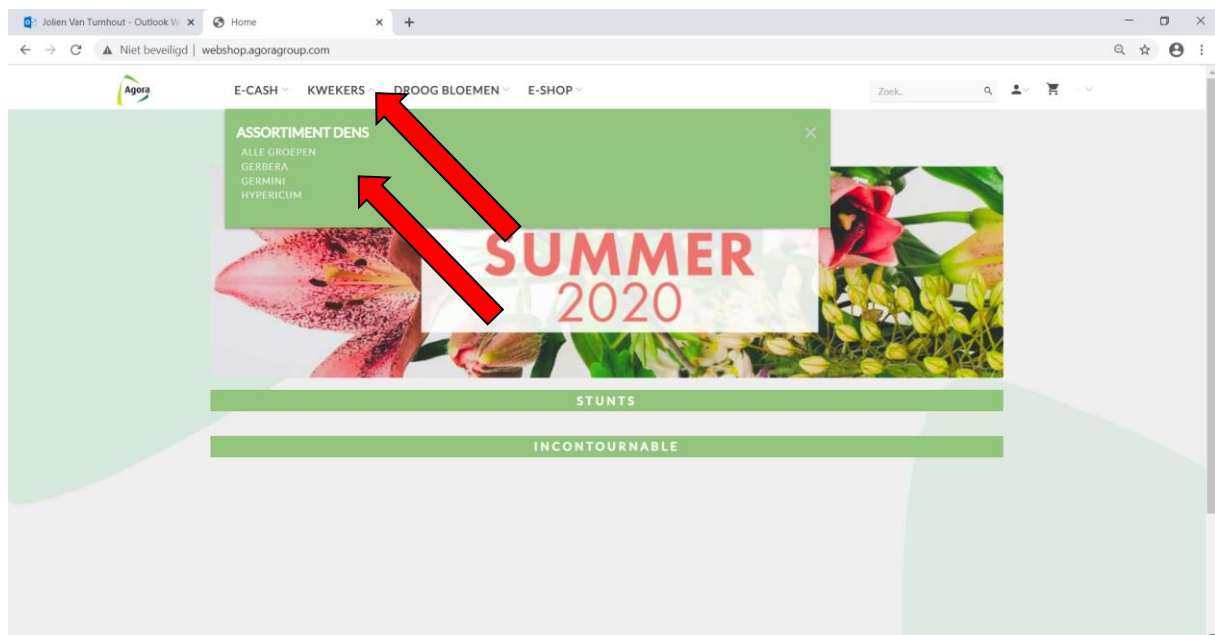 Jolien Van Turnhout - Outlook W
Home
Niet beveiligd | webshop.agoragroup.com
Agora
E-CASH KWEKERS DROOG BLOEMEN E-SHOP
Zoek..
ASSORTIMENT DENS
ALLE GROEPEN
GERBERA
GERMINI
HYPERICUM
SUMMER
2020
STUNTS
INCONTOURNABLE